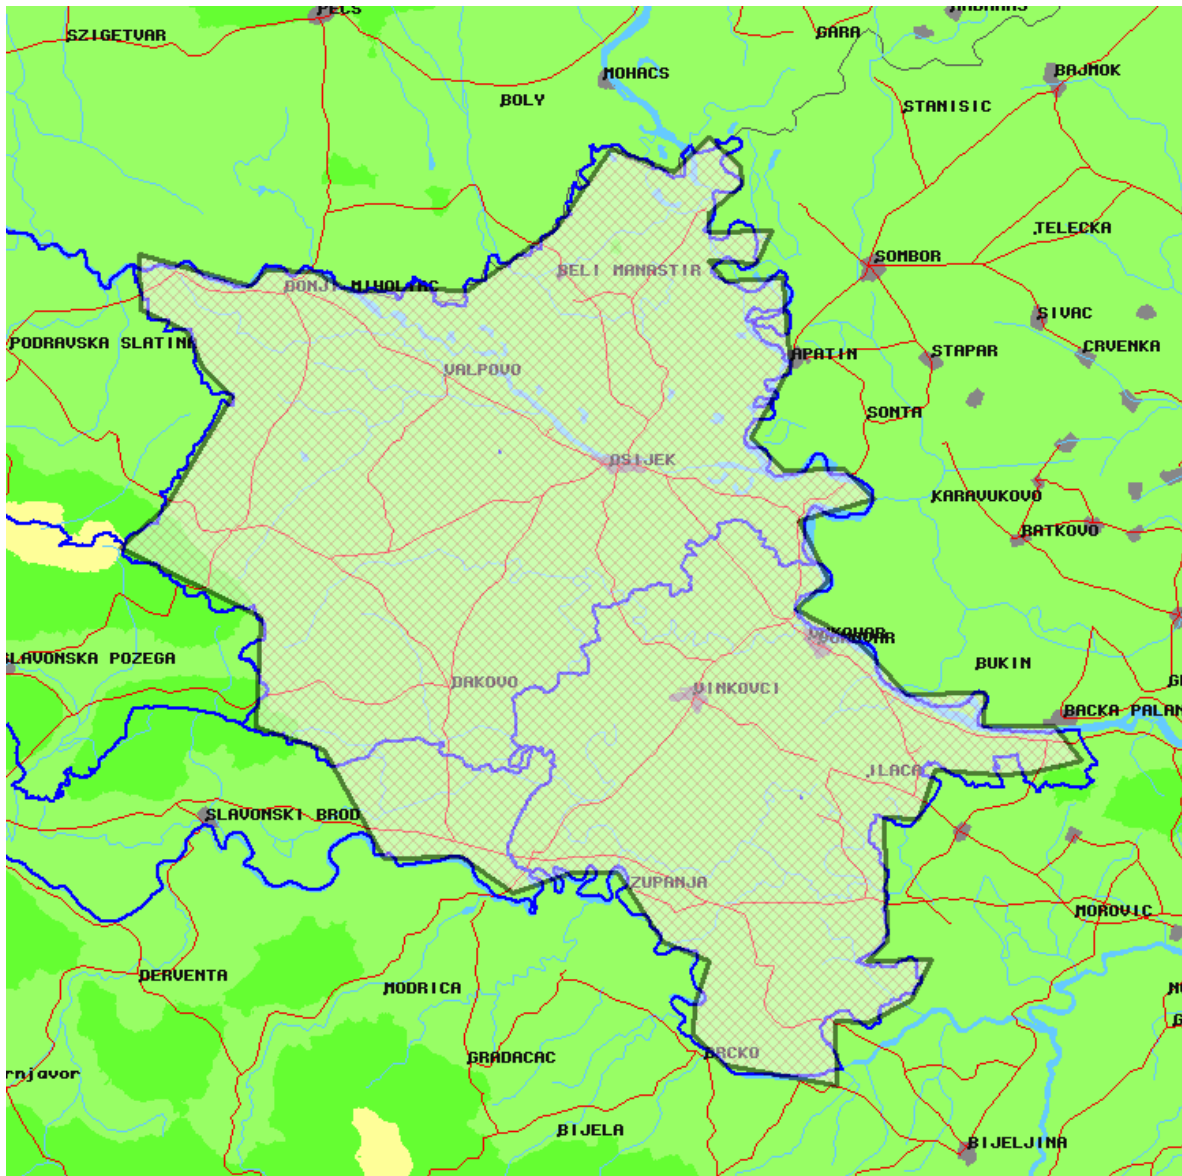 PECS
SZIGETVAR
GARA
MOHACS
BAJMOK
BOLY
STANISIC
TELECKA
SOMBOR
BELI MANASTIR
DONJI MIHOLJAC
SIVAC
PODRAVSKA SLATINA
CRVENKA
APATIN
STAPAR
VALPOVO
SONTA
OSIJEK
KARAVUKOVO
RATKOVO
VUKOVAR
SLAVONSKA POZEGA
BUKIN
DAKOVO
VINKOVCI
BACKA PALAN
ILACA
SLAVONSKI BROD
ZUPANJA
MOROVIC
DERVENTA
MODRICA
BRCKO
GRADACAC
rnjavor
BIJELA
BIJELJINA